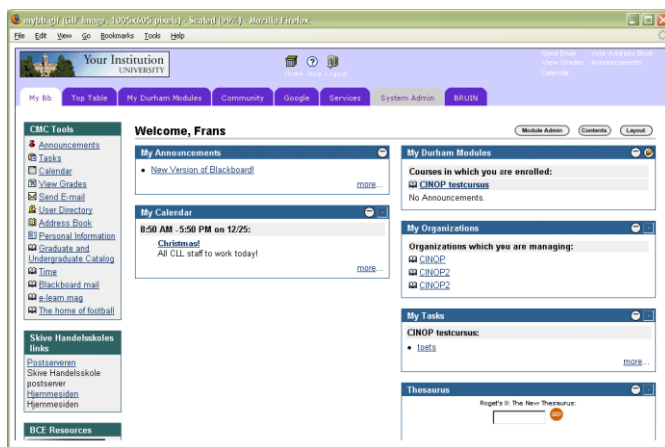 mybb.gif (GIF Image, 1005x605 pixels) - Scaled (99%) - Mozilla Firefox
File Edit View Go Bookmarks Tools Help
Your Institution
UNIVERSITY
Home Help Logout
Send Email Your Address Book
View Grades Announcements
Calendar
My Bb
Top Table
My Durham Modules
Community
Google
Services
System Admin
BRUIN
CMC Tools
Announcements
Tasks
Calendar
View Grades
Send E-mail
User Directory
Address Book
Personal Information
Graduate and
Undergraduate Catalog
Time
Blackboard mail
e-learn mag
The home of football
Skive Handelsskoles
links
Postserveren
Skive Handelsskole
postserver
Hjemmesiden
Hjemmesiden
BCE Resources
Welcome, Frans
Module Admin
Contents
Layout
My Announcements
• New Version of Blackboard!
more...
My Calendar
8:50 AM - 5:50 PM on 12/25:
Christmas!
All CLL staff to work today!
more...
My Durham Modules
Courses in which you are enrolled:
CINOP testcursus
No Announcements.
My Organizations
Organizations which you are managing:
CINOP
CINOP2
CINOP2
My Tasks
CINOP testcursus:
• toets
more...
Thesaurus
Roget's II: The New Thesaurus:
GO!